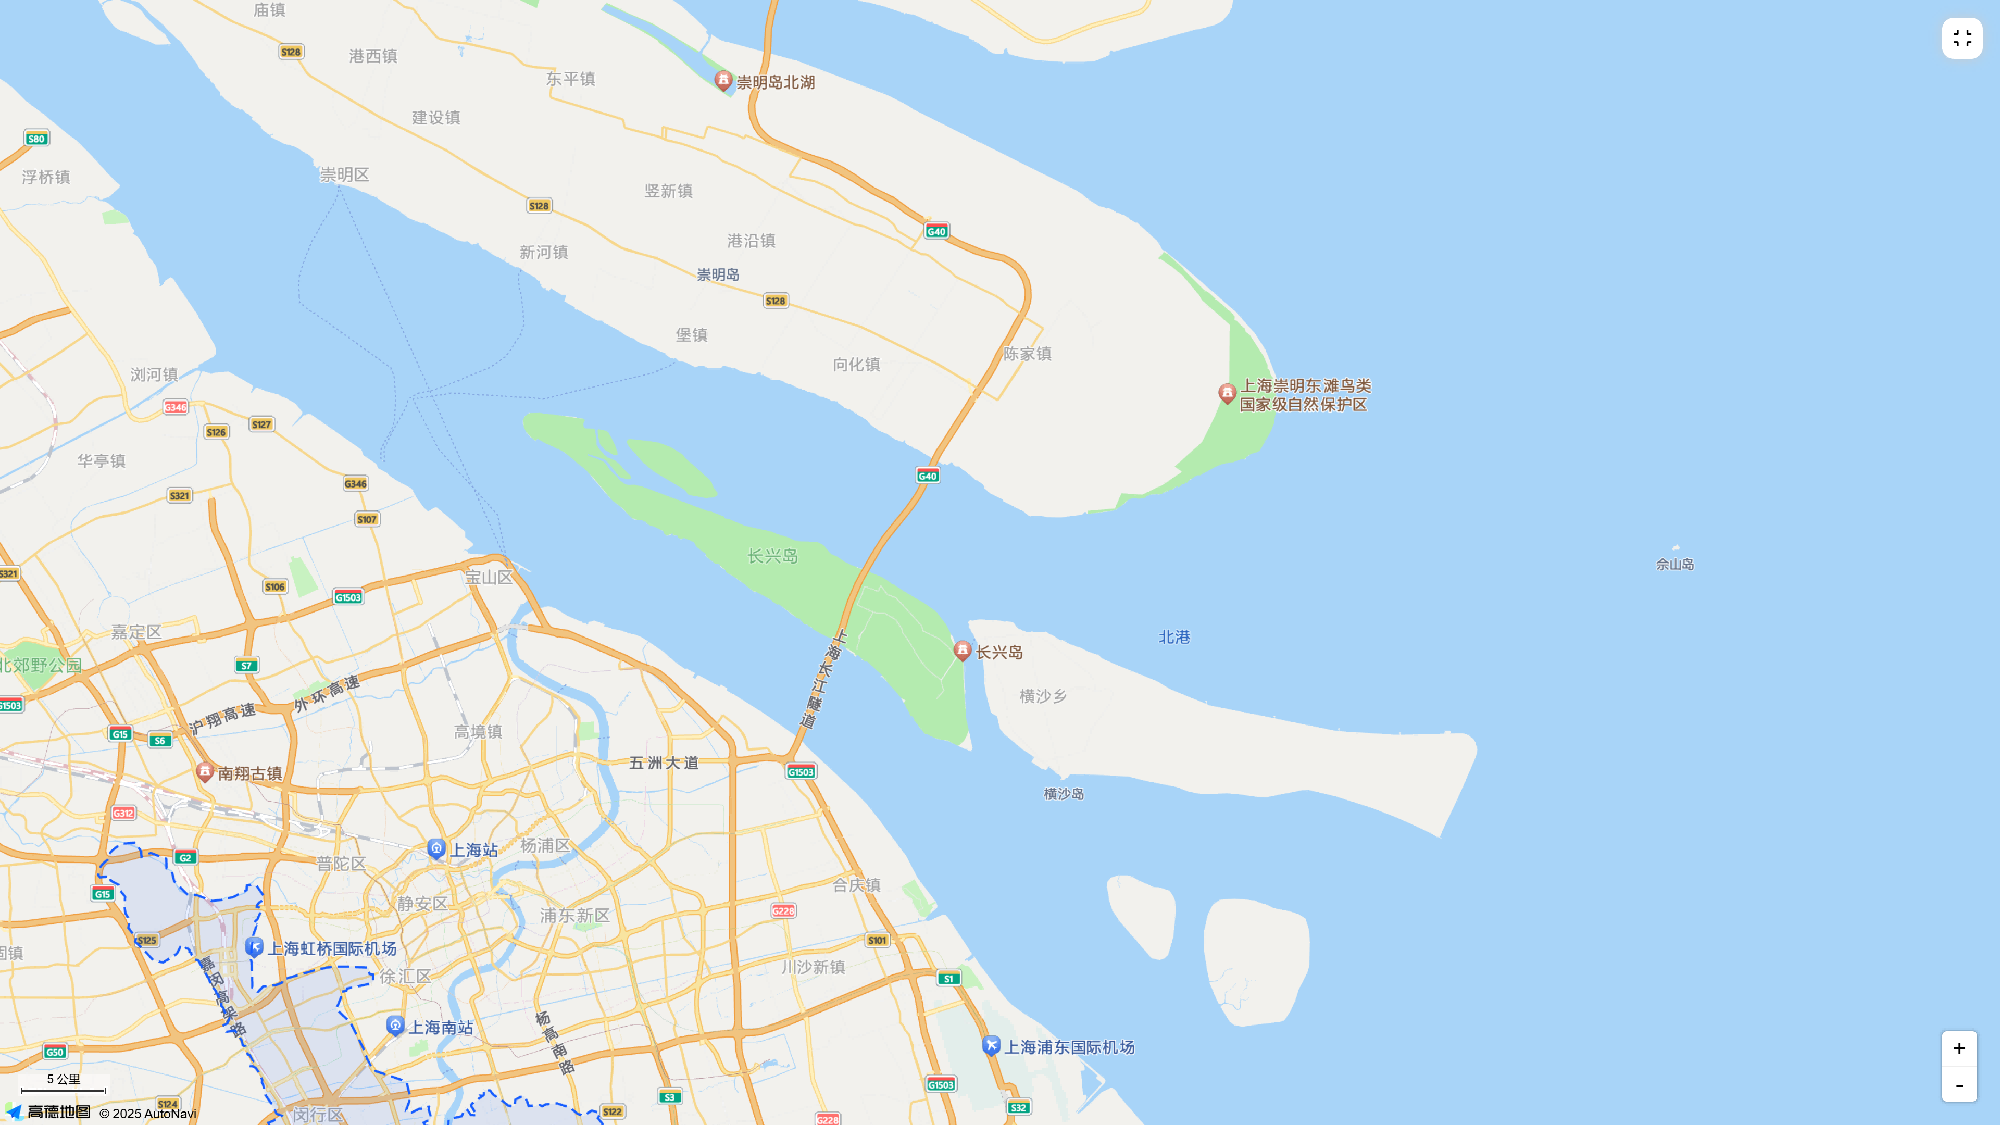 庙镇
S128
港西镇
东平镇
崇明岛北湖
建设镇
S80
浮桥镇
崇明区
竖新镇
S128
G40
新河镇
港沿镇
崇明岛
S128
堡镇
向化镇
陈家镇
浏河镇
上海崇明东滩鸟类
国家级自然保护区
G346
S127
S126
华亭镇
G40
G346
S321
S107
长兴岛
佘山岛
S321
宝山区
S106
G1503
嘉定区
北港
上海长江隧道
长兴岛
北郊野公园
S7
外环高速
横沙乡
G1503
沪翔高速
G15
S6
高境镇
五洲大道
南翔古镇
G1503
横沙岛
G312
上海站
杨浦区
G2
普陀区
合庆镇
G15
静安区
浦东新区
G228
S125
S101
上海虹桥国际机场
固镇
嘉闵高架路
徐汇区
川沙新镇
S1
上海南站
杨高南路
上海浦东国际机场
G50
5 公里
G1503
S3
S124
S32
高德地图
© 2025 AutoNavi
闵行区
S122
G228
+
-